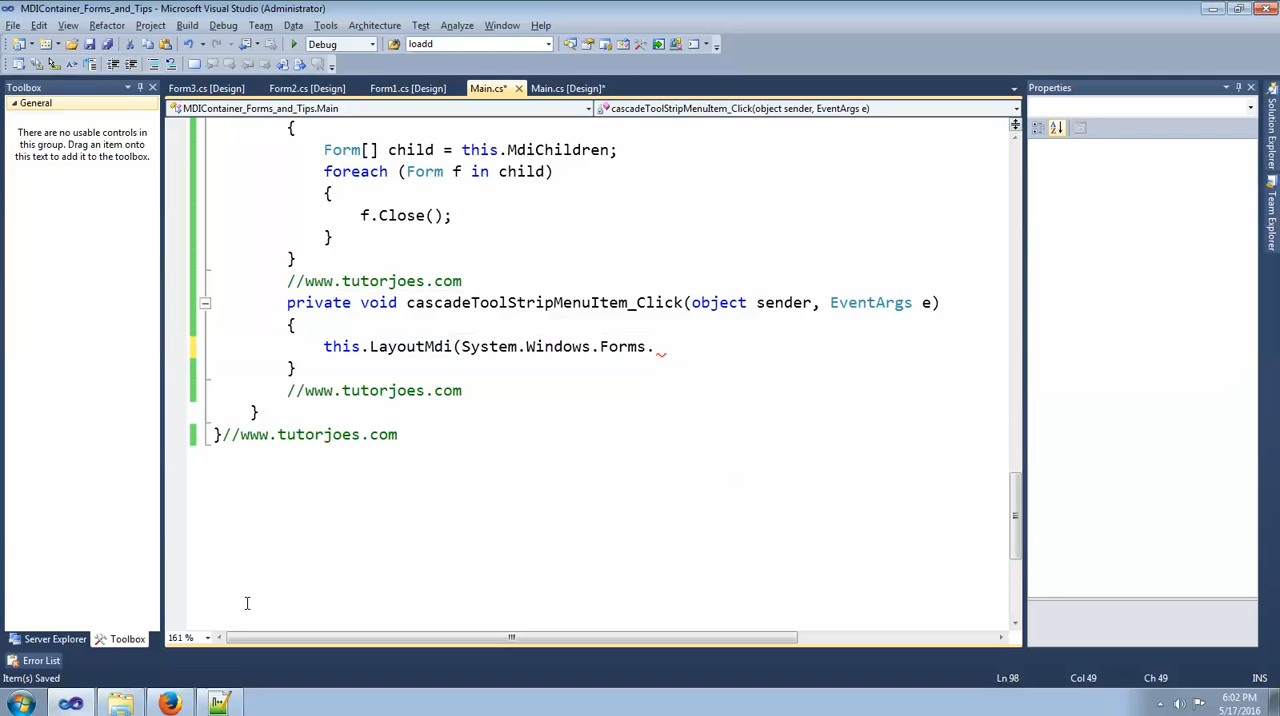 MDIContainer_Forms_and_Tips - Microsoft Visual Studio (Administrator)
File Edit View Refactor Project Build Debug Team Data Tools Architecture Test Analyze Window Help
Debug loadd
Toolbox Form3.cs [Design] Form2.cs [Design] Form1.cs [Design] Main.cs* Main.cs [Design]* Properties
General MDIContainer_Forms_and_Tips.Main cascadeToolStripMenuItem_Click(object sender, EventArgs e)
There are no usable controls in
this group. Drag an item onto
this text to add it to the toolbox.
{
Form[] child = this.MdiChildren;
foreach (Form f in child)
{
f.Close();
}
}
//www.tutorjoes.com
private void cascadeToolStripMenuItem_Click(object sender, EventArgs e)
{
this.LayoutMdi(System.Windows.Forms.
}
//www.tutorjoes.com
}
}//www.tutorjoes.com
Solution Explorer
Team Explorer
161 %
Server Explorer Toolbox
Error List
Item(s) Saved Ln 98 Col 49 Ch 49 INS
6:02 PM
5/17/2016